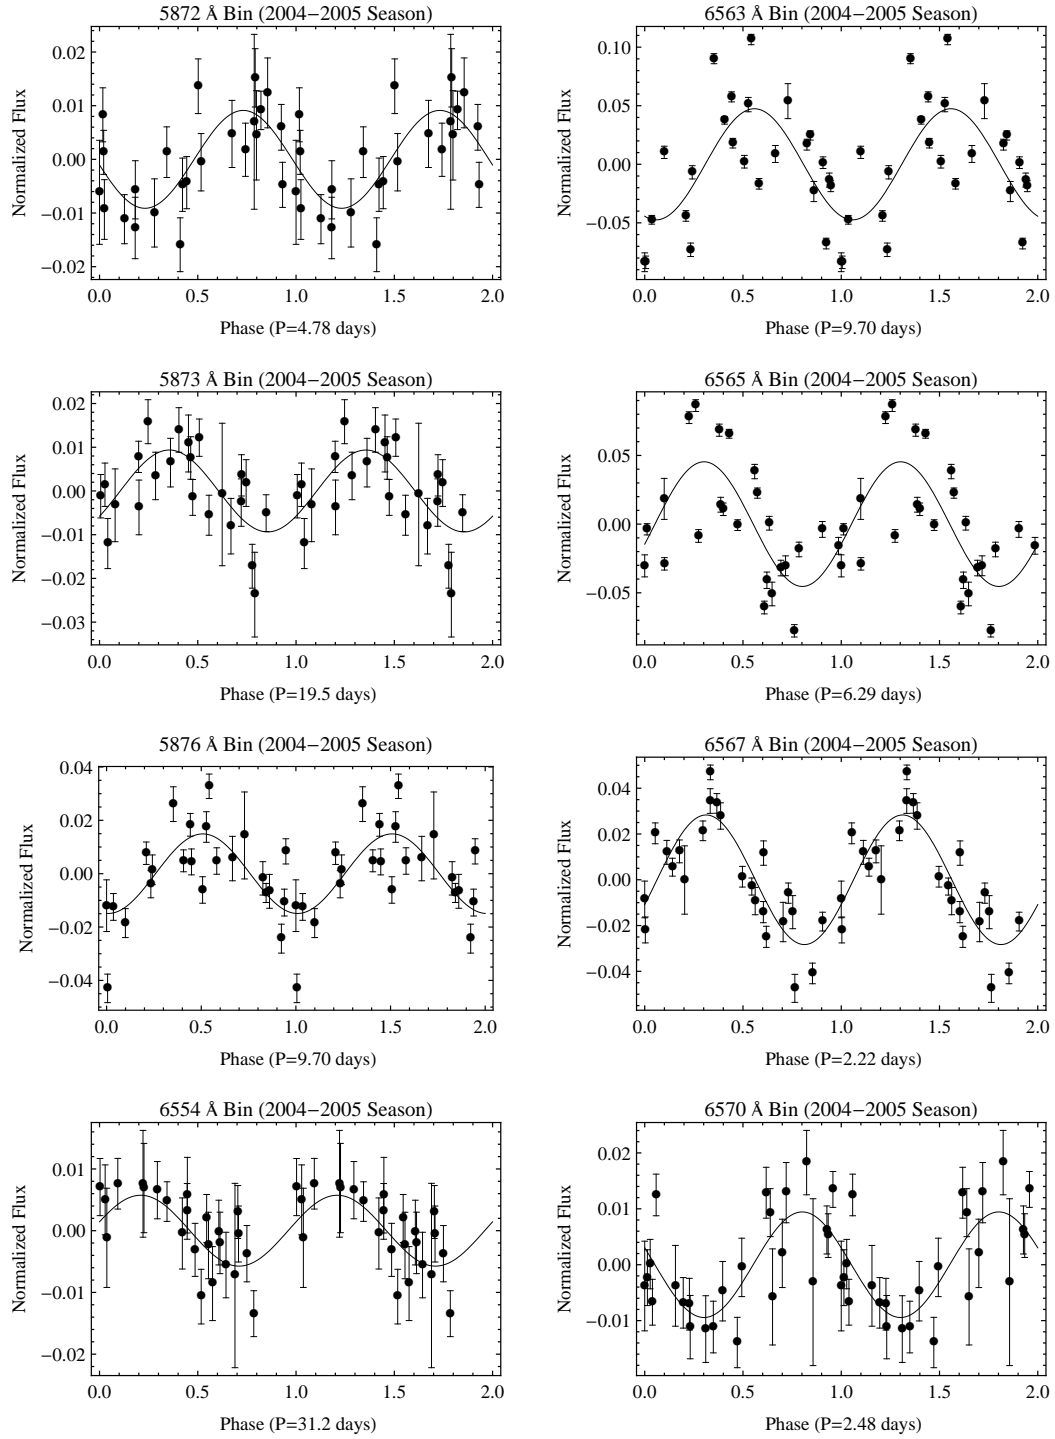 5872 Å Bin (2004−2005 Season)
Normalized Flux
0.02
0.01
0.00
−0.01
−0.02
0.0 0.5 1.0 1.5 2.0
Phase (P=4.78 days)
6563 Å Bin (2004−2005 Season)
Normalized Flux
0.10
0.05
0.00
−0.05
0.0 0.5 1.0 1.5 2.0
Phase (P=9.70 days)
5873 Å Bin (2004−2005 Season)
Normalized Flux
0.02
0.01
0.00
−0.01
−0.02
−0.03
0.0 0.5 1.0 1.5 2.0
Phase (P=19.5 days)
6565 Å Bin (2004−2005 Season)
Normalized Flux
0.05
0.00
−0.05
0.0 0.5 1.0 1.5 2.0
Phase (P=6.29 days)
5876 Å Bin (2004−2005 Season)
Normalized Flux
0.04
0.02
0.00
−0.02
−0.04
0.0 0.5 1.0 1.5 2.0
Phase (P=9.70 days)
6567 Å Bin (2004−2005 Season)
Normalized Flux
0.04
0.02
0.00
−0.02
−0.04
0.0 0.5 1.0 1.5 2.0
Phase (P=2.22 days)
6554 Å Bin (2004−2005 Season)
Normalized Flux
0.01
0.00
−0.01
−0.02
0.0 0.5 1.0 1.5 2.0
Phase (P=31.2 days)
6570 Å Bin (2004−2005 Season)
Normalized Flux
0.02
0.01
0.00
−0.01
0.0 0.5 1.0 1.5 2.0
Phase (P=2.48 days)